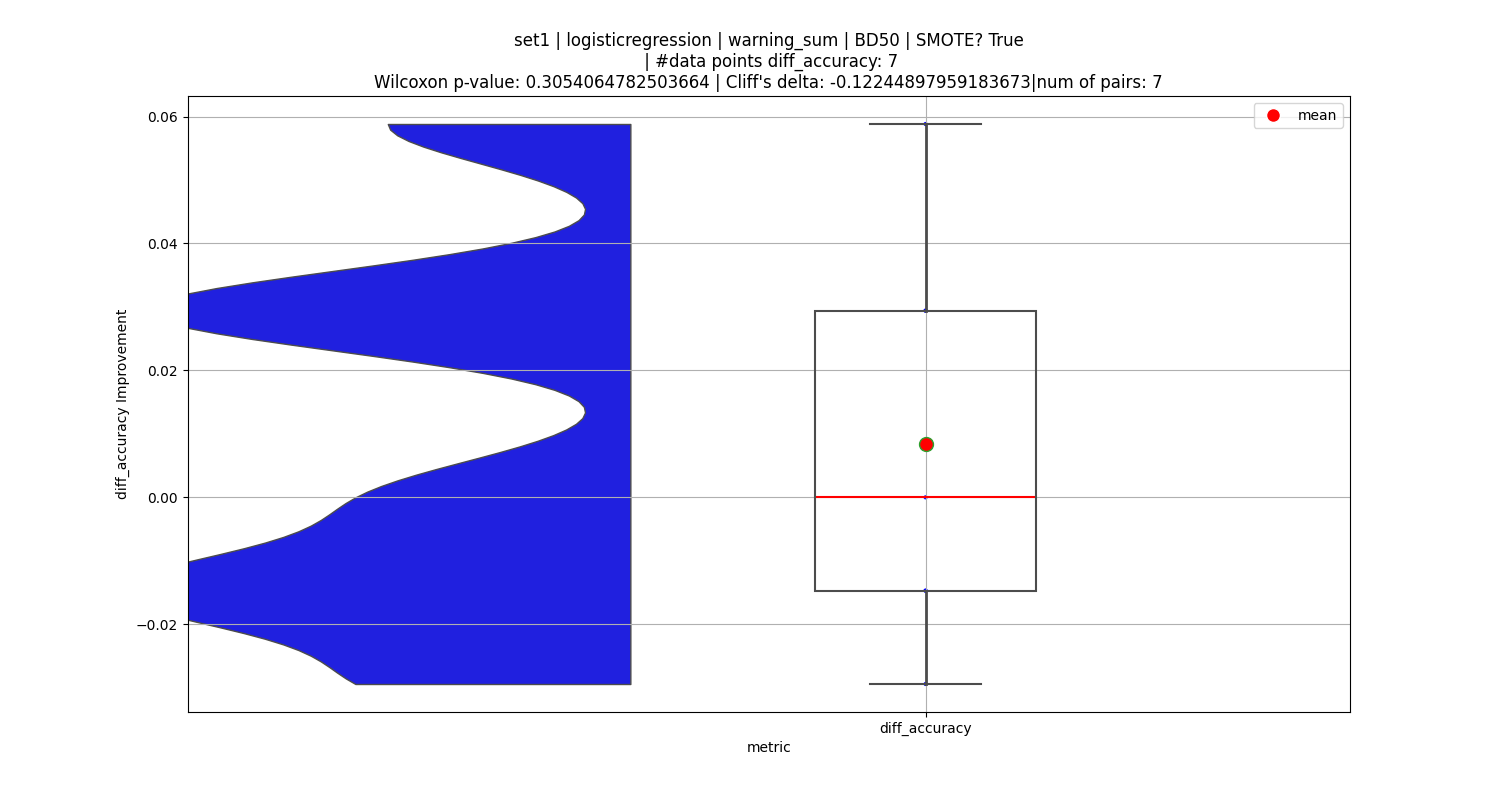 set1 | logisticregression | warning_sum | BD50 | SMOTE? True
| #data points diff_accuracy: 7
Wilcoxon p-value: 0.3054064782503664 | Cliff's delta: -0.12244897959183673|num of pairs: 7
mean
0.06
0.04
0.02
0.00
−0.02
diff_accuracy Improvement
diff_accuracy
metric